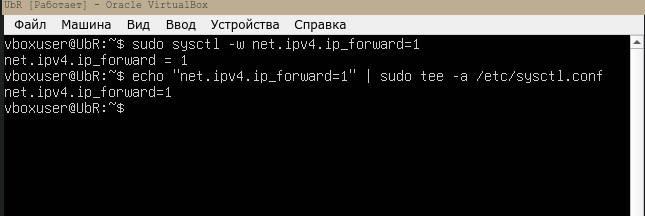 UbR [Работает] - Oracle VirtualBox
Файл Машина Вид Ввод Устройства Справка
vboxuser@UbR:~$ sudo sysctl -w net.ipv4.ip_forward=1
net.ipv4.ip_forward = 1
vboxuser@UbR:~$ echo "net.ipv4.ip_forward=1" | sudo tee -a /etc/sysctl.conf
net.ipv4.ip_forward=1
vboxuser@UbR:~$